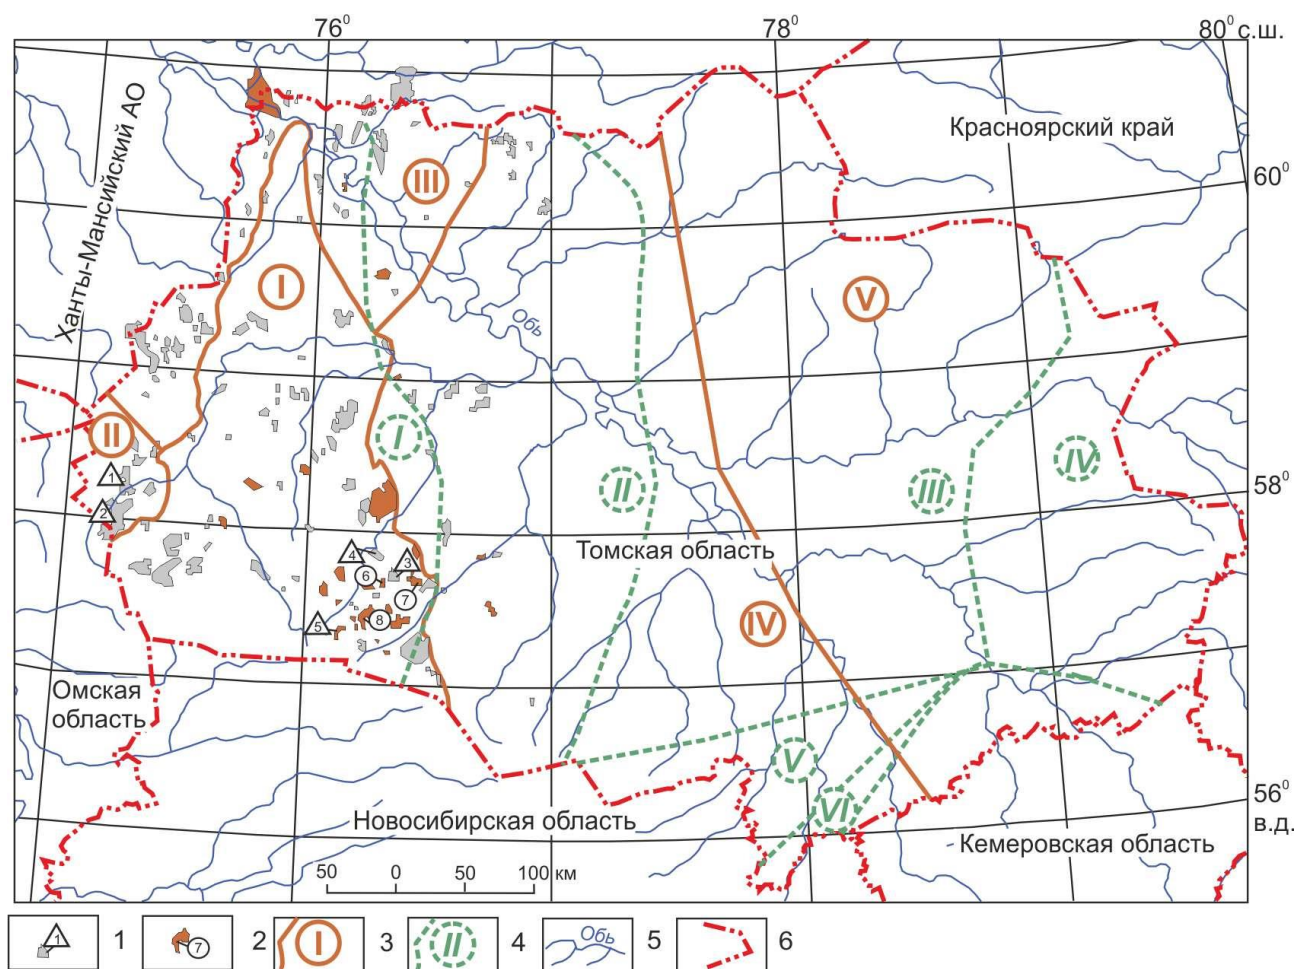 76⁰
78⁰
80⁰ с.ш.
Ханты-Мансийский АО
Красноярский край
60⁰
III
I
V
Обь
II
I
IV
1
II
III
58⁰
2
Томская область
4
3
6
7
IV
5
8
Омская
область
V
VI
56⁰
в.д.
Новосибирская область
Кемеровская область
50 0 50 100 км
1 1
7 2
I 3
II 4
Обь 5
6